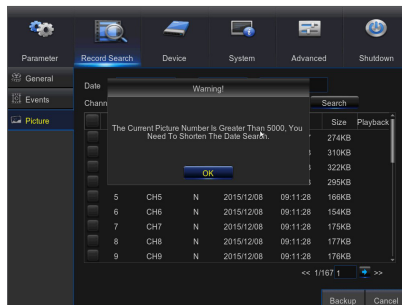 Parameter Record Search Device System Advanced Shutdown
General
Events
Picture
Date
Chann Search
Size Playback
Warning!
The Current Picture Number Is Greater Than 5000, You
Need To Shorten The Date Search.
OK
274KB
310KB
322KB
295KB
5 CH5 N 2015/12/08 09:11:28 166KB
6 CH6 N 2015/12/08 09:11:28 154KB
7 CH7 N 2015/12/08 09:11:28 175KB
8 CH8 N 2015/12/08 09:11:28 177KB
9 CH9 N 2015/12/08 09:11:28 176KB
<< 1/167 1 >>
Backup Cancel